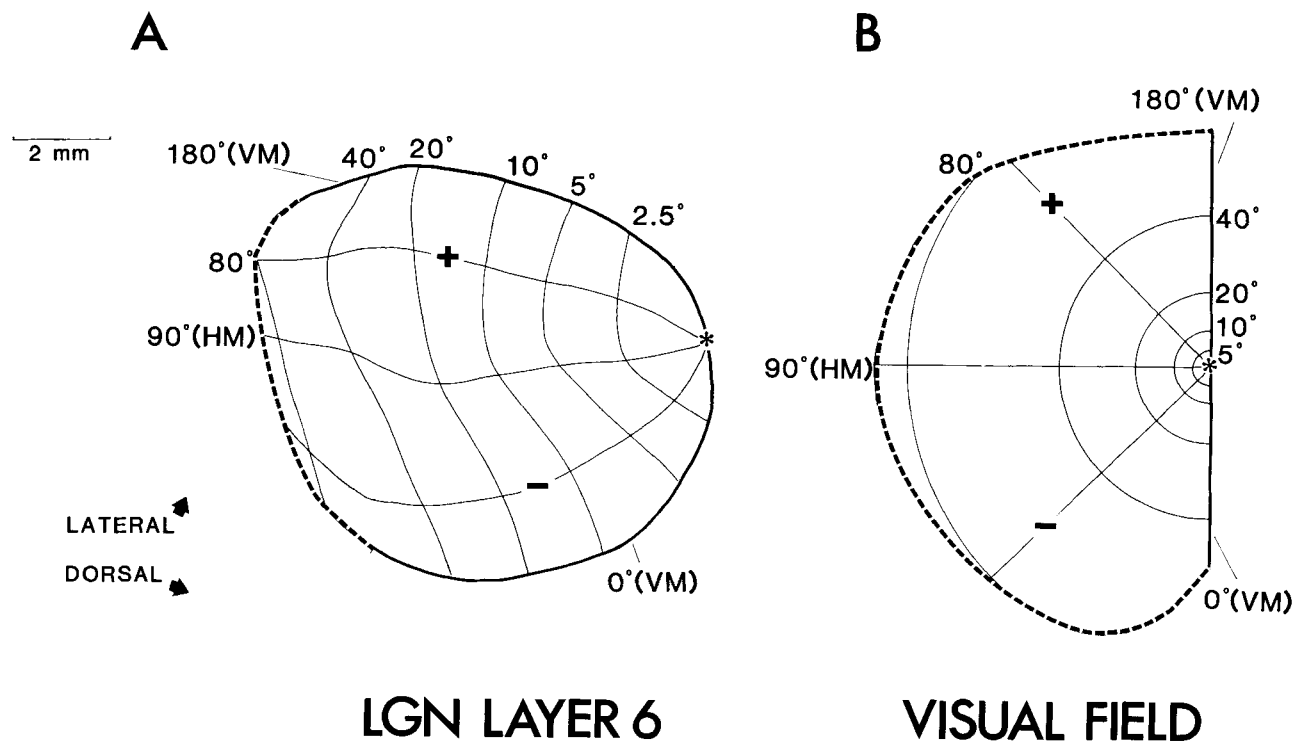 A
B
2 mm
180°(VM)
40°
20°
10°
5°
2.5°
+
80°
90°(HM)
*
−
0°(VM)
LATERAL
DORSAL
180°(VM)
80°
+
40°
20°
10°
5°
90°(HM)
*
−
0°(VM)
LGN LAYER 6
VISUAL FIELD